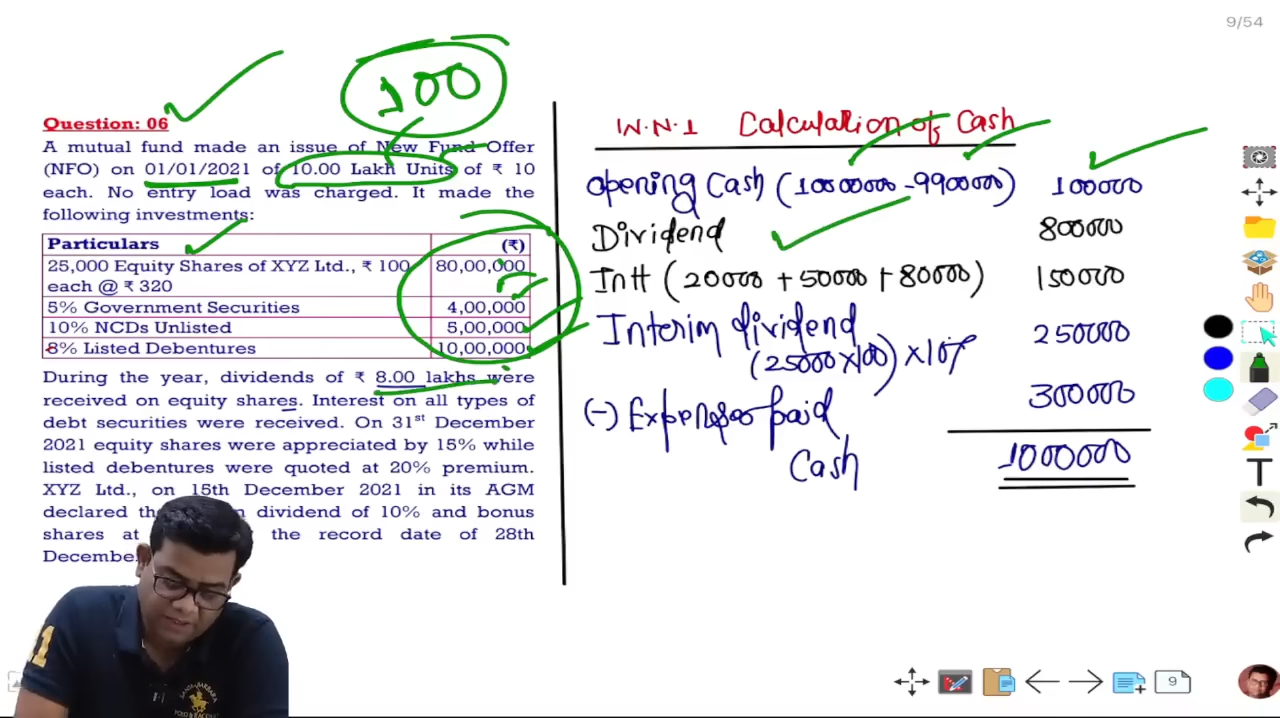 9/54
100
Question: 06
A mutual fund made an issue of New Fund Offer
(NFO) on 01/01/2021 of 10.00 Lakh Units of ₹ 10
each. No entry load was charged. It made the
following investments:
Particulars (₹)
25,000 Equity Shares of XYZ Ltd., ₹ 100 each @ ₹ 320 80,00,000
5% Government Securities 4,00,000
10% NCDs Unlisted 5,00,000
8% Listed Debentures 10,00,000
During the year, dividends of ₹ 8.00 lakhs were
received on equity shares. Interest on all types of
debt securities were received. On 31st December
2021 equity shares were appreciated by 15% while
listed debentures were quoted at 20% premium.
XYZ Ltd., on 15th December 2021 in its AGM
declared dividend of 10% and bonus
shares at the record date of 28th
December
W.N.1 Calculation of Cash
Opening Cash (10000000 - 9900000) 100000
Dividend 800000
Intt (20000 + 50000 + 80000) 150000
Interim dividend 250000
(25000×100) ×10%
(-) Expenses paid 300000
Cash 1000000
9